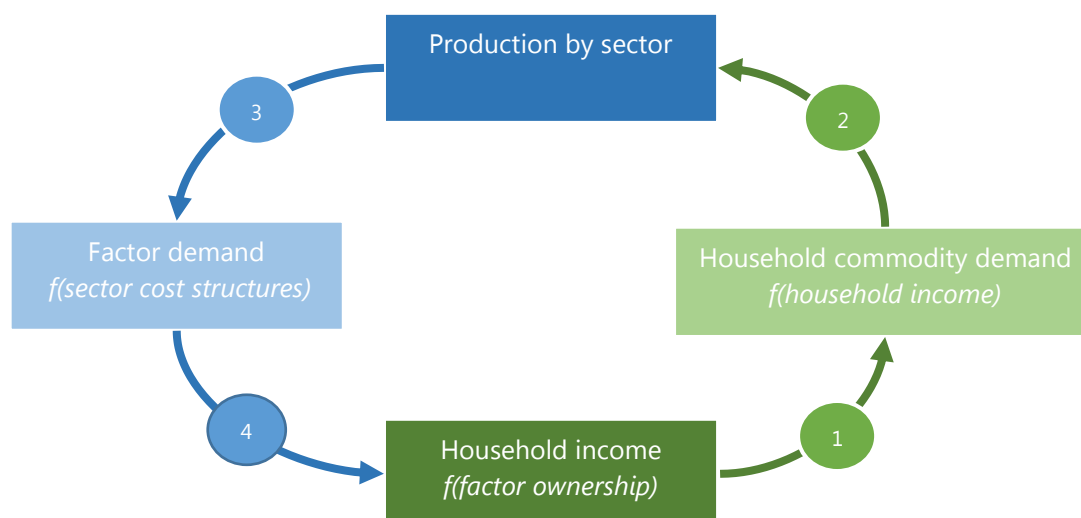 Production by sector
3
2
Factor demand
f(sector cost structures)
Household commodity demand
f(household income)
4
Household income
f(factor ownership)
1